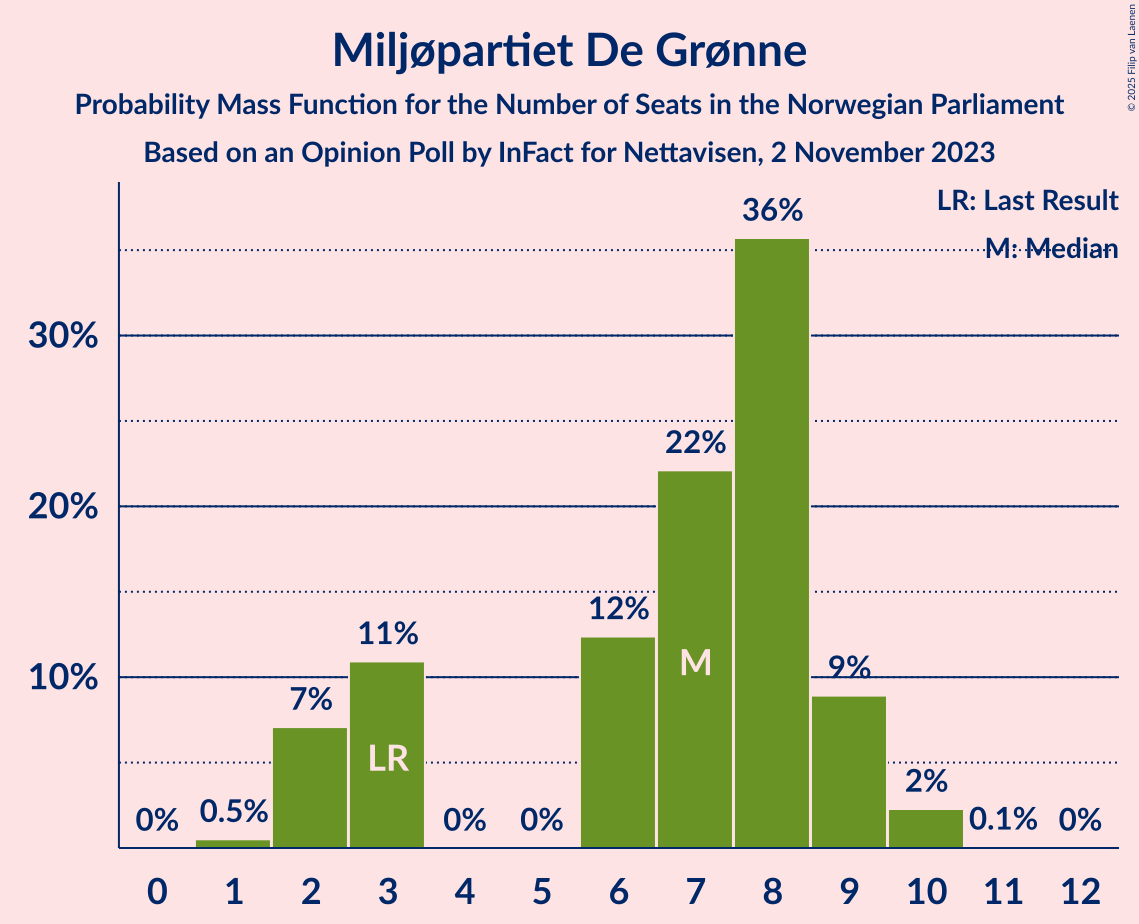 Miljøpartiet De Grønne
Probability Mass Function for the Number of Seats in the Norwegian Parliament
Based on an Opinion Poll by InFact for Nettavisen, 2 November 2023
© 2025 Filip van Laenen
LR: Last Result
M: Median
30%
20%
10%
0%
0.5%
7%
11%
0%
0%
12%
22%
36%
9%
2%
0.1%
0%
LR
M
0 1 2 3 4 5 6 7 8 9 10 11 12